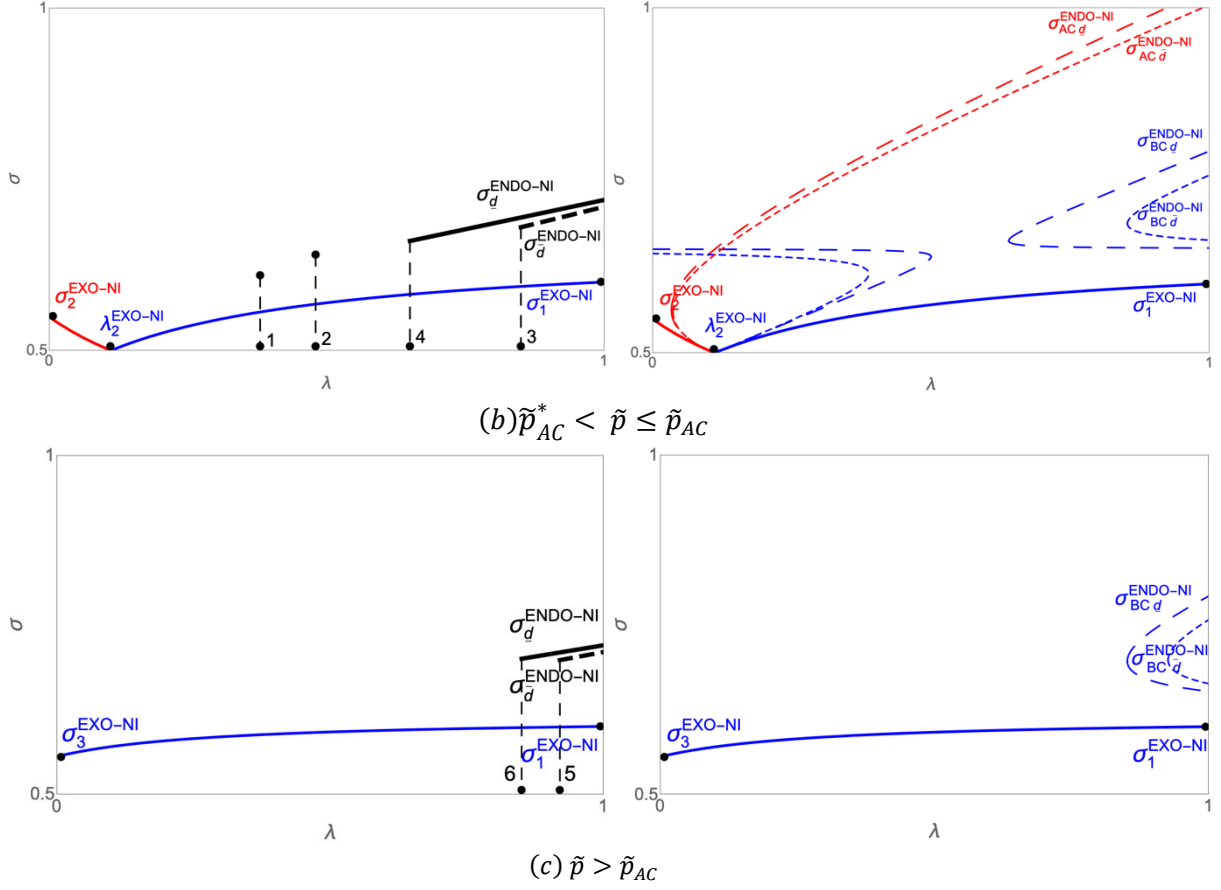 1
σ
σ_d̲^ENDO−NI
σ_d̄^ENDO−NI
σ_2^EXO−NI
λ_2^EXO−NI
σ_1^EXO−NI
1
2
4
3
0.5
0
1
λ
1
σ_AC d̲^ENDO−NI
σ_AC d̄^ENDO−NI
σ_BC d̲^ENDO−NI
σ
σ_BC d̄^ENDO−NI
σ_2^EXO−NI
λ_2^EXO−NI
σ_1^EXO−NI
0.5
0
1
λ
(b) p̃*_AC < p̃ ≤ p̃_AC
1
σ
σ_d̲^ENDO−NI
σ_d̄^ENDO−NI
σ_3^EXO−NI
σ_1^EXO−NI
6
5
0.5
0
1
λ
1
σ
σ_BC d̲^ENDO−NI
σ_BC d̄^ENDO−NI
σ_3^EXO−NI
σ_1^EXO−NI
0.5
0
1
λ
(c) p̃ > p̃_AC